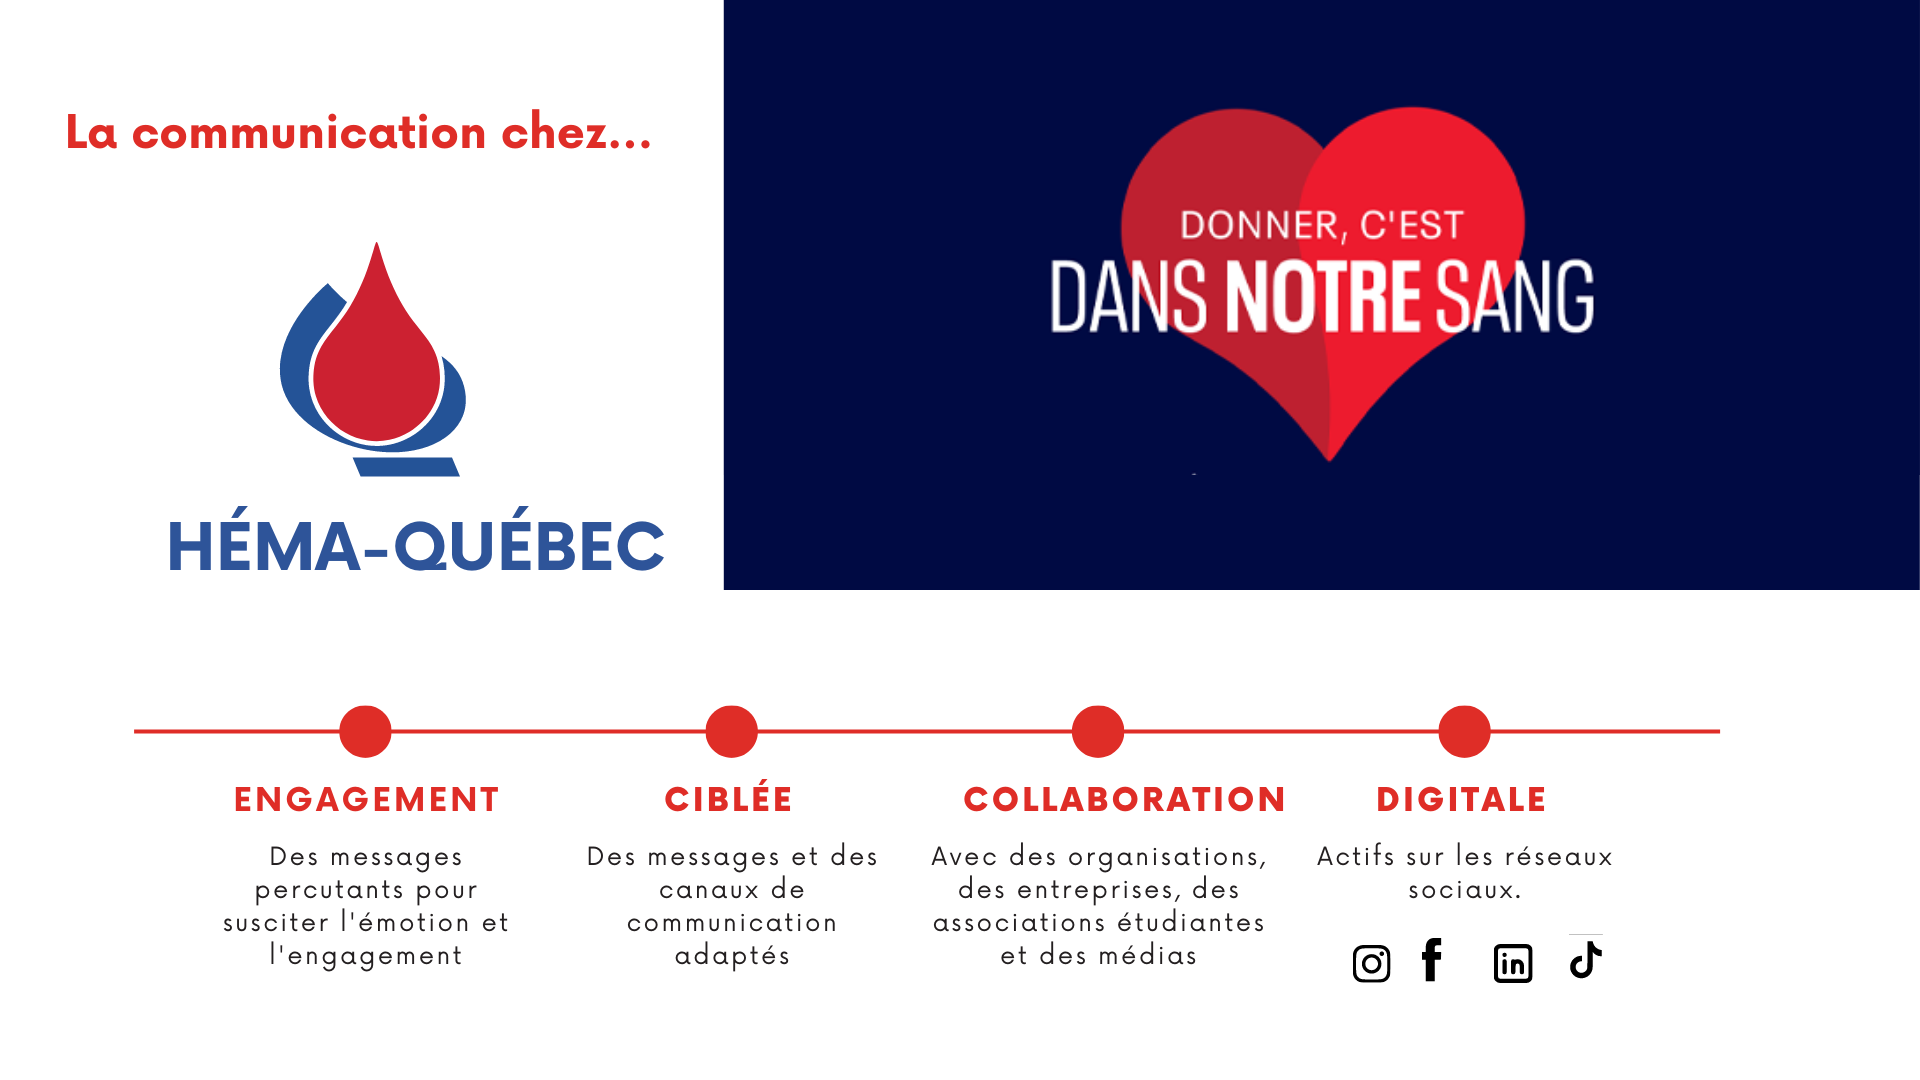 La communication chez...
HÉMA-QUÉBEC
DONNER, C'EST
DANS NOTRE SANG
ENGAGEMENT
Des messages
percutants pour
susciter l'émotion et
l'engagement
CIBLÉE
Des messages et des
canaux de
communication
adaptés
COLLABORATION
Avec des organisations,
des entreprises, des
associations étudiantes
et des médias
DIGITALE
Actifs sur les réseaux
sociaux.